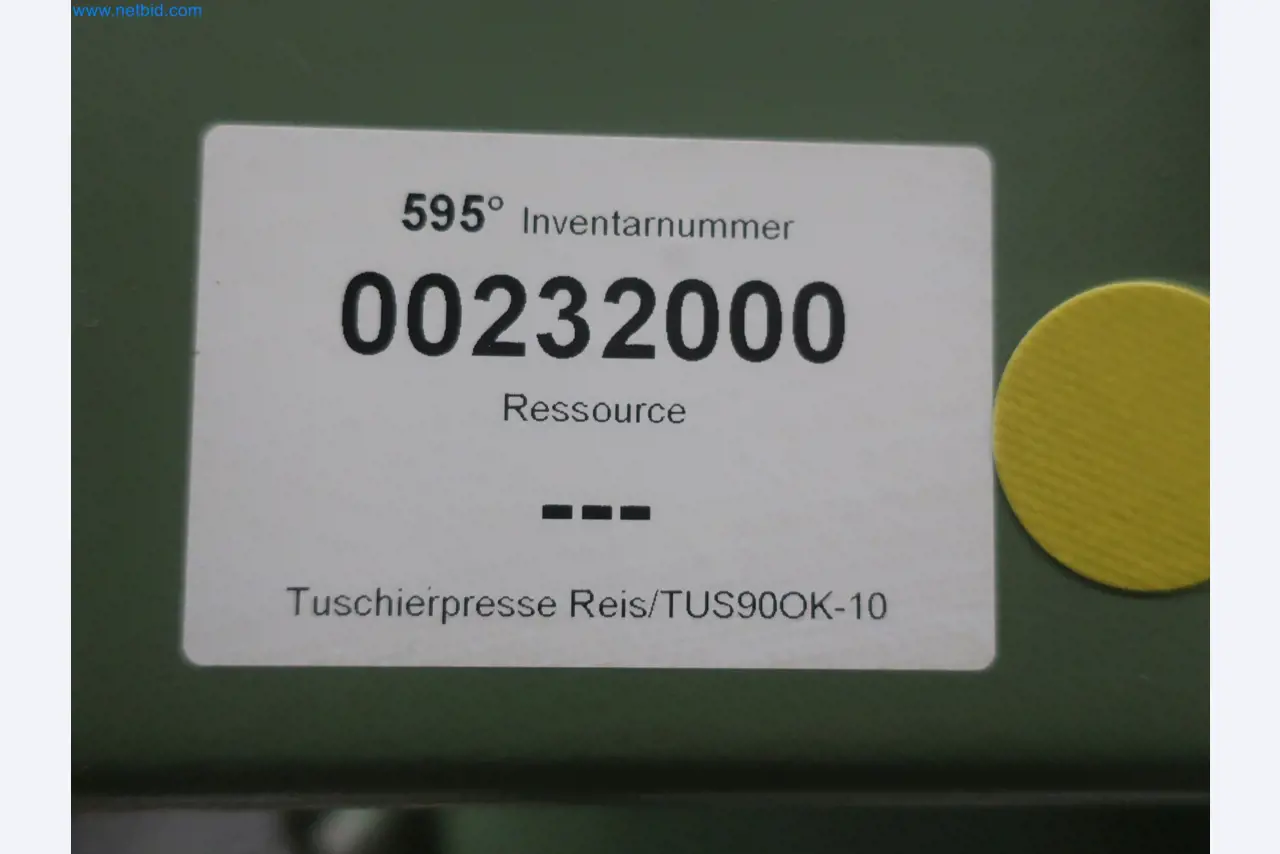 www.netbid.com
595° Inventarnummer
00232000
Ressource
---
Tuschierpresse Reis/TUS90OK-10